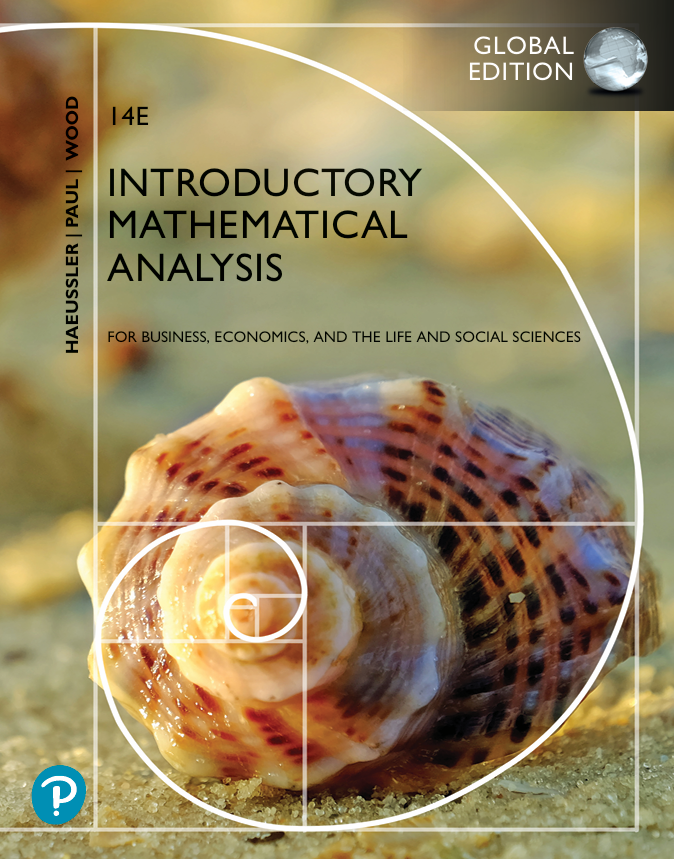 GLOBAL
EDITION
14E
HAEUSSLER | PAUL | WOOD
INTRODUCTORY
MATHEMATICAL
ANALYSIS
FOR BUSINESS, ECONOMICS, AND THE LIFE AND SOCIAL SCIENCES
P